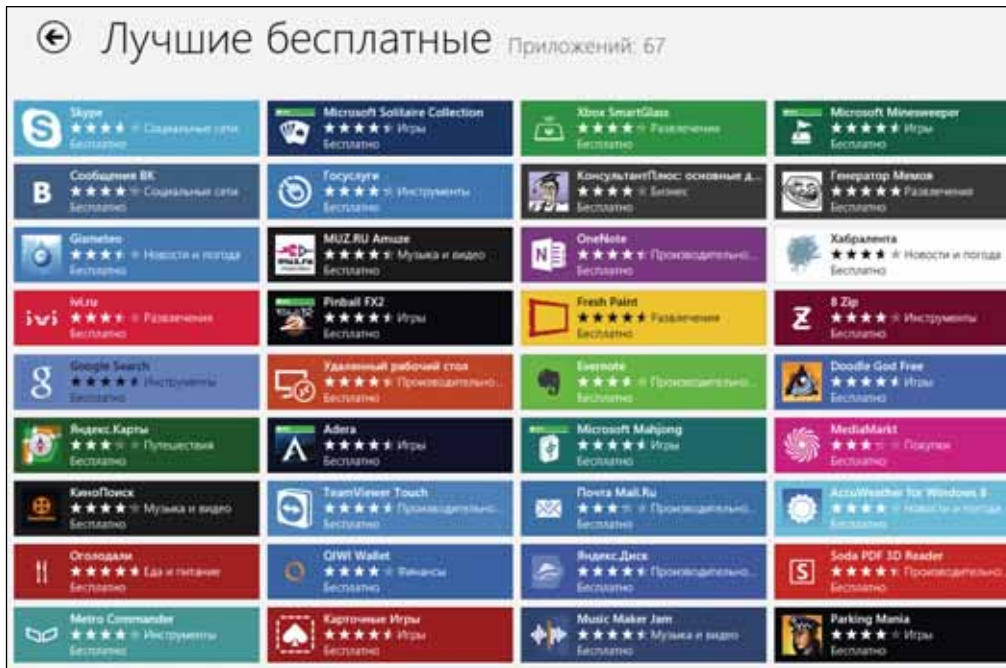 Лучшие бесплатные Приложений: 67
Skype
Социальные сети
Бесплатно
Microsoft Solitaire Collection
Игры
Бесплатно
Xbox SmartGlass
Развлечения
Бесплатно
Microsoft Minesweeper
Игры
Бесплатно
B
Сообщения ВК
Социальные сети
Бесплатно
Госуслуги
Инструменты
Бесплатно
КонсультантПлюс: основные д...
Бизнес
Бесплатно
Генератор Мемов
Развлечения
Бесплатно
Gismeteo
Новости и погода
Бесплатно
MUZ.RU Amuze
Музыка и видео
Бесплатно
OneNote
Производительно...
Бесплатно
Хабралента
Новости и погода
Бесплатно
ivi
ivi.ru
Развлечения
Бесплатно
Pinball FX2
Игры
Бесплатно
Fresh Paint
Развлечения
Бесплатно
8 Zip
Инструменты
Бесплатно
g
Google Search
Инструменты
Бесплатно
Удаленный рабочий стол
Производительно...
Бесплатно
Evernote
Производительно...
Бесплатно
Doodle God Free
Игры
Бесплатно
Яндекс.Карты
Путешествия
Бесплатно
Adera
Игры
Бесплатно
Microsoft Mahjong
Игры
Бесплатно
MediaMarkt
Покупки
Бесплатно
КиноПоиск
Музыка и видео
Бесплатно
TeamViewer Touch
Производительно...
Бесплатно
Почта Mail.Ru
Производительно...
Бесплатно
AccuWeather for Windows 8
Новости и погода
Бесплатно
Оголодали
Еда и питание
Бесплатно
QIWI Wallet
Финансы
Бесплатно
Яндекс.Диск
Производительно...
Бесплатно
S
Soda PDF 3D Reader
Производительно...
Бесплатно
Metro Commander
Инструменты
Бесплатно
Карточные Игры
Игры
Бесплатно
Music Maker Jam
Музыка и видео
Бесплатно
Parking Mania
Игры
Бесплатно